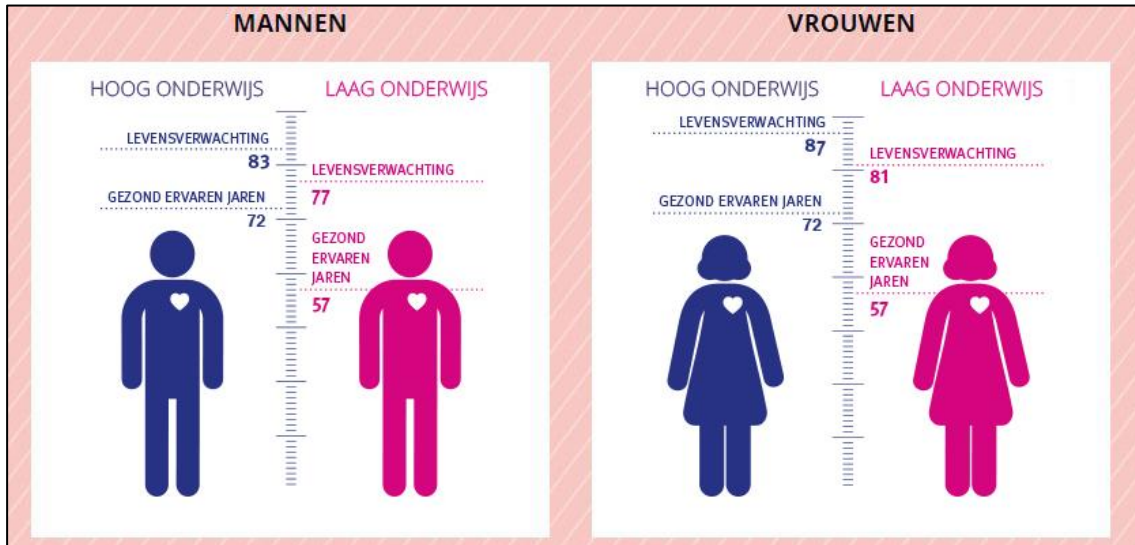 MANNEN
HOOG ONDERWIJS
LAAG ONDERWIJS
LEVENSVERWACHTING
83
LEVENSVERWACHTING
77
GEZOND ERVAREN JAREN
72
GEZOND
ERVAREN
JAREN
57
VROUWEN
HOOG ONDERWIJS
LAAG ONDERWIJS
LEVENSVERWACHTING
87
LEVENSVERWACHTING
81
GEZOND ERVAREN JAREN
72
GEZOND
ERVAREN
JAREN
57